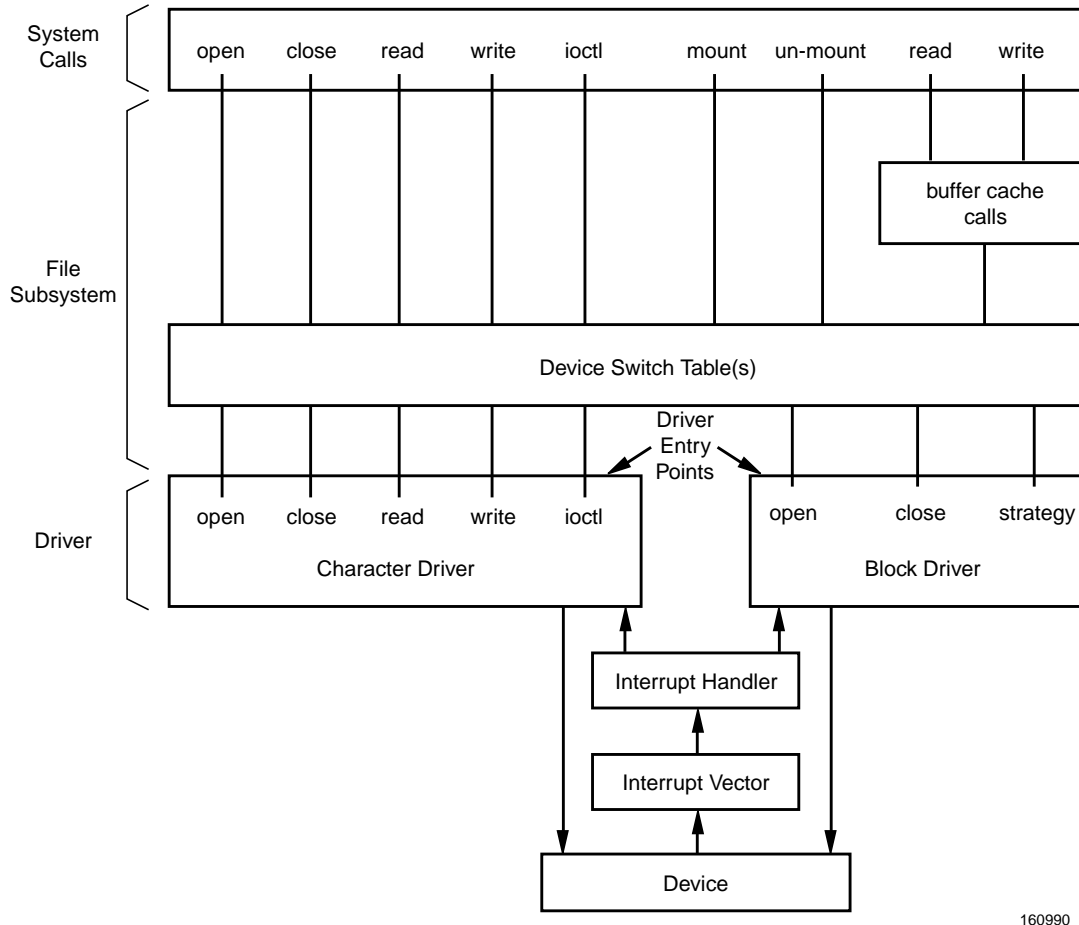 System
Calls
open close read write ioctl mount un-mount read write
buffer cache
calls
File
Subsystem
Device Switch Table(s)
Driver
Entry
Points
Driver
open close read write ioctl
Character Driver
open close strategy
Block Driver
Interrupt Handler
Interrupt Vector
Device
160990